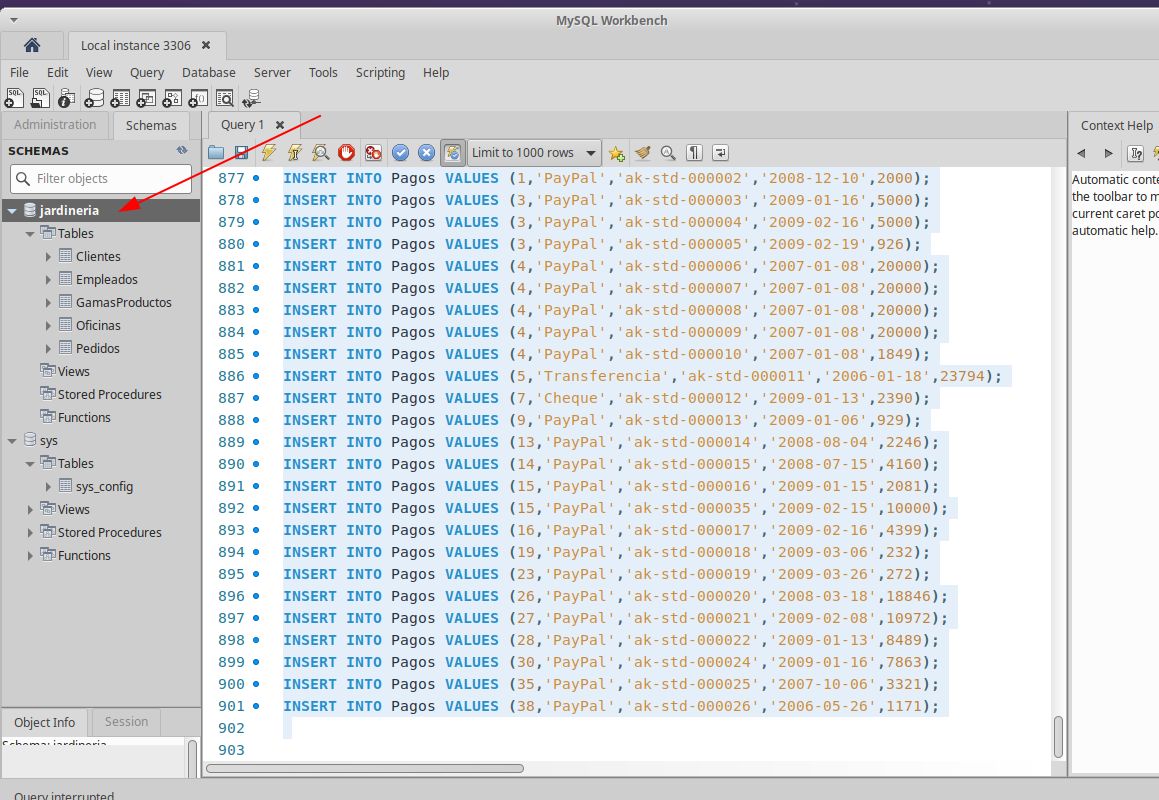 MySQL Workbench
Local instance 3306
File Edit View Query Database Server Tools Scripting Help
Administration Schemas
SCHEMAS
Filter objects
jardineria
Tables
Clientes
Empleados
GamasProductos
Oficinas
Pedidos
Views
Stored Procedures
Functions
sys
Tables
sys_config
Views
Stored Procedures
Functions
Object Info Session
Schema: jardineria
Query 1
Limit to 1000 rows
877 INSERT INTO Pagos VALUES (1,'PayPal','ak-std-000002','2008-12-10',2000);
878 INSERT INTO Pagos VALUES (3,'PayPal','ak-std-000003','2009-01-16',5000);
879 INSERT INTO Pagos VALUES (3,'PayPal','ak-std-000004','2009-02-16',5000);
880 INSERT INTO Pagos VALUES (3,'PayPal','ak-std-000005','2009-02-19',926);
881 INSERT INTO Pagos VALUES (4,'PayPal','ak-std-000006','2007-01-08',20000);
882 INSERT INTO Pagos VALUES (4,'PayPal','ak-std-000007','2007-01-08',20000);
883 INSERT INTO Pagos VALUES (4,'PayPal','ak-std-000008','2007-01-08',20000);
884 INSERT INTO Pagos VALUES (4,'PayPal','ak-std-000009','2007-01-08',20000);
885 INSERT INTO Pagos VALUES (4,'PayPal','ak-std-000010','2007-01-08',1849);
886 INSERT INTO Pagos VALUES (5,'Transferencia','ak-std-000011','2006-01-18',23794);
887 INSERT INTO Pagos VALUES (7,'Cheque','ak-std-000012','2009-01-13',2390);
888 INSERT INTO Pagos VALUES (9,'PayPal','ak-std-000013','2009-01-06',929);
889 INSERT INTO Pagos VALUES (13,'PayPal','ak-std-000014','2008-08-04',2246);
890 INSERT INTO Pagos VALUES (14,'PayPal','ak-std-000015','2008-07-15',4160);
891 INSERT INTO Pagos VALUES (15,'PayPal','ak-std-000016','2009-01-15',2081);
892 INSERT INTO Pagos VALUES (15,'PayPal','ak-std-000035','2009-02-15',10000);
893 INSERT INTO Pagos VALUES (16,'PayPal','ak-std-000017','2009-02-16',4399);
894 INSERT INTO Pagos VALUES (19,'PayPal','ak-std-000018','2009-03-06',232);
895 INSERT INTO Pagos VALUES (23,'PayPal','ak-std-000019','2009-03-26',272);
896 INSERT INTO Pagos VALUES (26,'PayPal','ak-std-000020','2008-03-18',18846);
897 INSERT INTO Pagos VALUES (27,'PayPal','ak-std-000021','2009-02-08',10972);
898 INSERT INTO Pagos VALUES (28,'PayPal','ak-std-000022','2009-01-13',8489);
899 INSERT INTO Pagos VALUES (30,'PayPal','ak-std-000024','2009-01-16',7863);
900 INSERT INTO Pagos VALUES (35,'PayPal','ak-std-000025','2007-10-06',3321);
901 INSERT INTO Pagos VALUES (38,'PayPal','ak-std-000026','2006-05-26',1171);
902
903
Context Help
Automatic conte
the toolbar to m
current caret po
automatic help.
Query interrupted